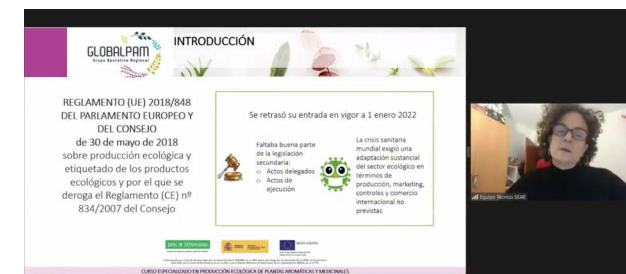 GLOBALPAM
Grupo Operativo Regional
INTRODUCCIÓN
REGLAMENTO (UE) 2018/848
DEL PARLAMENTO EUROPEO Y
DEL CONSEJO
de 30 de mayo de 2018
sobre producción ecológica y
etiquetado de los productos
ecológicos y por el que se
deroga el Reglamento (CE) nº
834/2007 del Consejo
Se retrasó su entrada en vigor a 1 enero 2022
Faltaba buena parte
de la legislación
secundaria:
o Actos delegados
o Actos de
ejecución
La crisis sanitaria
mundial exigió una
adaptación sustancial
del sector ecológico en
términos de
producción, marketing,
controles y comercio
internacional no
previstas
CURSO ESPECIALIZADO EN PRODUCCIÓN ECOLÓGICA DE PLANTAS AROMÁTICAS Y MEDICINALES
Equipo Técnico SEAE